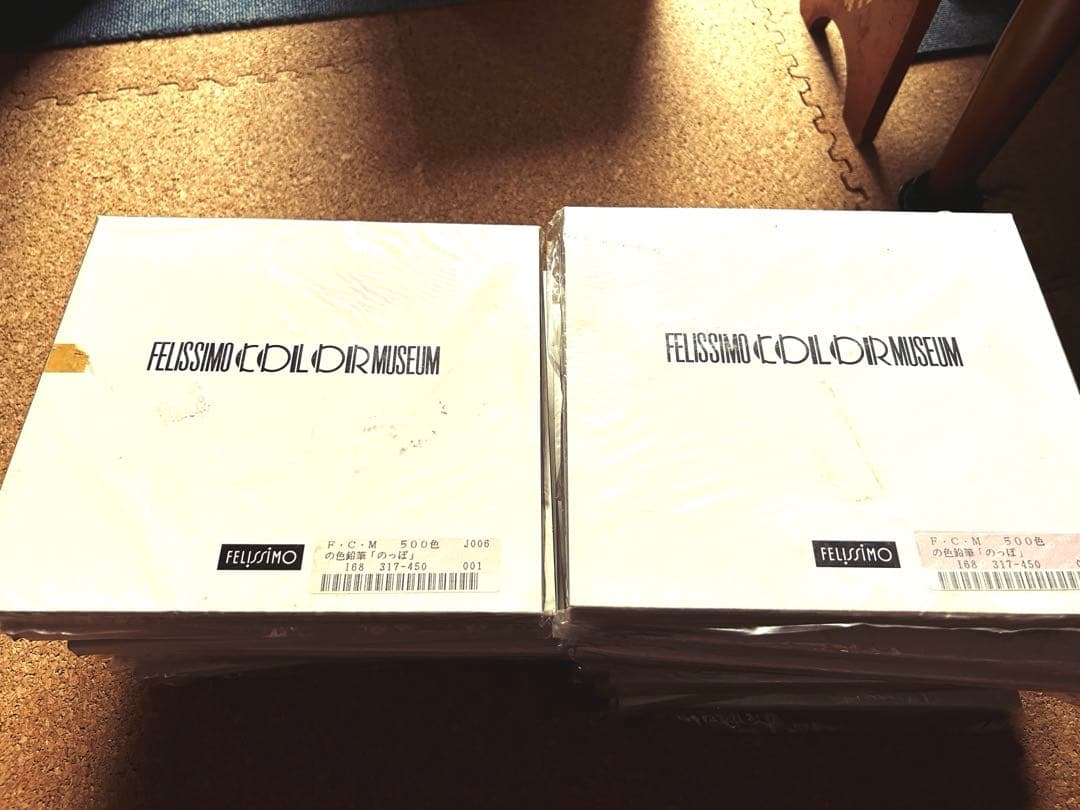 FELISSIMO COLOR MUSEUM
FELISSIMO
F・C・M 500色 J006
の色鉛筆「のっぽ」
168 317-450 001
FELISSIMO COLOR MUSEUM
FELISSIMO
F・C・M 500色
の色鉛筆「のっぽ」
168 317-450